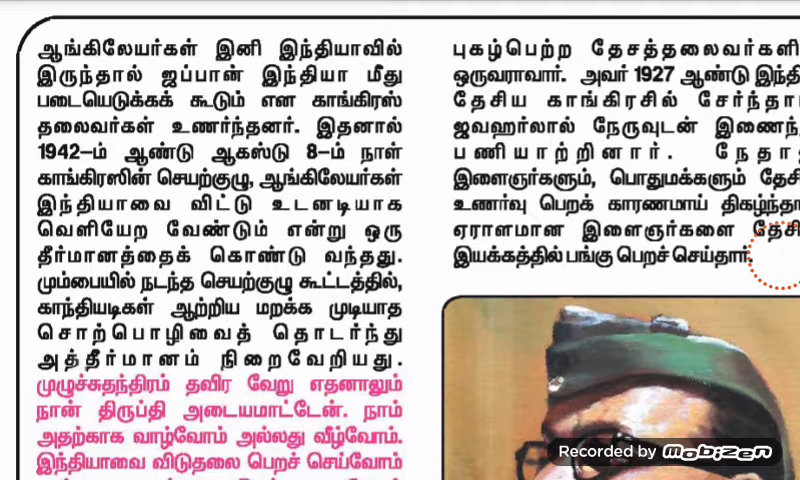 ஆங்கிலேயர்கள் இனி இந்தியாவில்
இருந்தால் ஜப்பான் இந்தியா மீது
படையெடுக்கக் கூடும் என காங்கிரஸ்
தலைவர்கள் உணர்ந்தனர். இதனால்
1942–ம் ஆண்டு ஆகஸ்டு 8–ம் நாள்
காங்கிரஸின் செயற்குழு, ஆங்கிலேயர்கள்
இந்தியாவை விட்டு உடனடியாக
வெளியேற வேண்டும் என்று ஒரு
தீர்மானத்தைக் கொண்டு வந்தது.
மும்பையில் நடந்த செயற்குழு கூட்டத்தில்,
காந்தியடிகள் ஆற்றிய மறக்க முடியாத
சொற்பொழிவைத் தொடர்ந்து
அத்தீர்மானம் நிறைவேறியது.
முழுச்சுதந்திரம் தவிர வேறு எதனாலும்
நான் திருப்தி அடையமாட்டேன். நாம்
அதற்காக வாழ்வோம் அல்லது வீழ்வோம்.
இந்தியாவை விடுதலை பெறச் செய்வோம்
புகழ்பெற்ற தேசத்தலைவர்களி
ஒருவராவார். அவர் 1927 ஆண்டு இந்தி
தேசிய காங்கிரசில் சேர்ந்தா
ஜவஹர்லால் நேருவுடன் இணைந்
பணியாற்றினார். நேதா
இளைஞர்களும், பொதுமக்களும் தேசி
உணர்வு பெறக் காரணமாய் திகழ்ந்தா
ஏராளமான இளைஞர்களை தேசி
இயக்கத்தில் பங்கு பெறச் செய்தார்.
Recorded by Mobizen